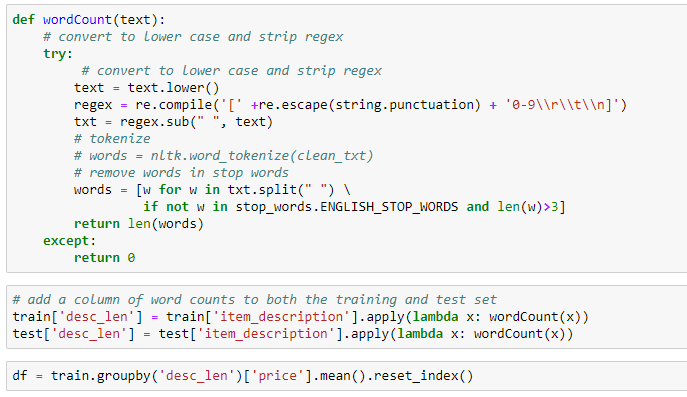 def wordCount(text):
    # convert to lower case and strip regex
    try:
         # convert to lower case and strip regex
        text = text.lower()
        regex = re.compile('[' +re.escape(string.punctuation) + '0-9\\r\\t\\n]')
        txt = regex.sub(" ", text)
        # tokenize
        # words = nltk.word_tokenize(clean_txt)
        # remove words in stop words
        words = [w for w in txt.split(" ") \
                 if not w in stop_words.ENGLISH_STOP_WORDS and len(w)>3]
        return len(words)
    except:
        return 0
# add a column of word counts to both the training and test set
train['desc_len'] = train['item_description'].apply(lambda x: wordCount(x))
test['desc_len'] = test['item_description'].apply(lambda x: wordCount(x))
df = train.groupby('desc_len')['price'].mean().reset_index()